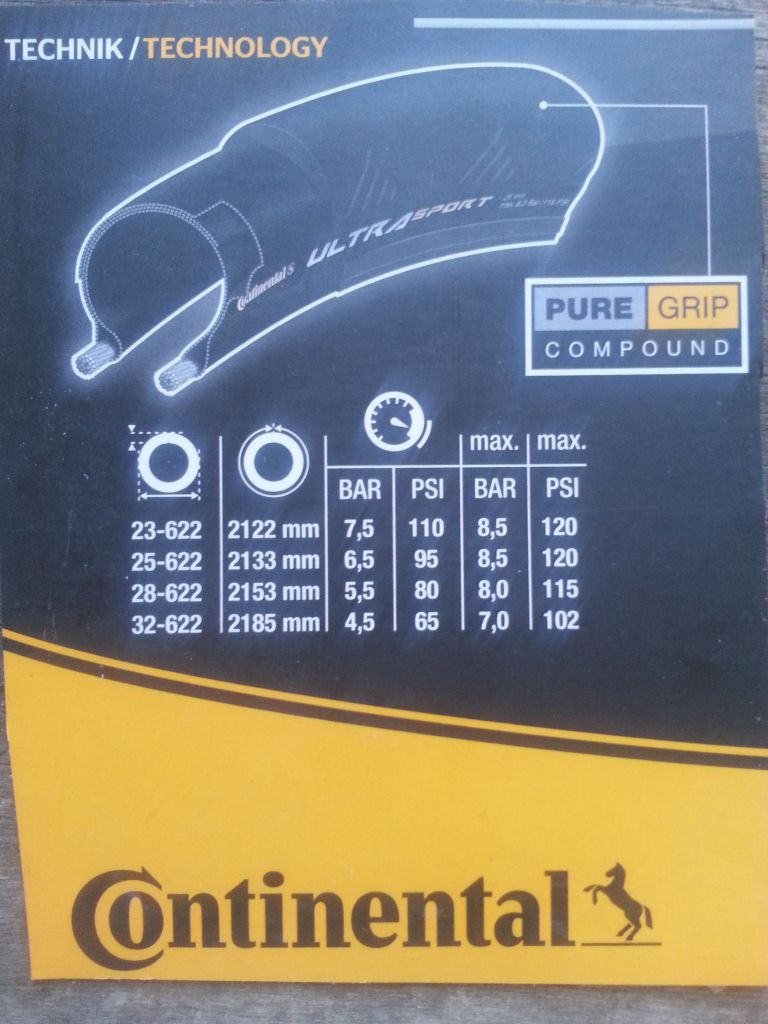 TECHNIK / TECHNOLOGY
ULTRA SPORT
Continental
PURE GRIP
COMPOUND
max. max.
BAR PSI BAR PSI
23-622 2122 mm 7,5 110 8,5 120
25-622 2133 mm 6,5 95 8,5 120
28-622 2153 mm 5,5 80 8,0 115
32-622 2185 mm 4,5 65 7,0 102
Continental